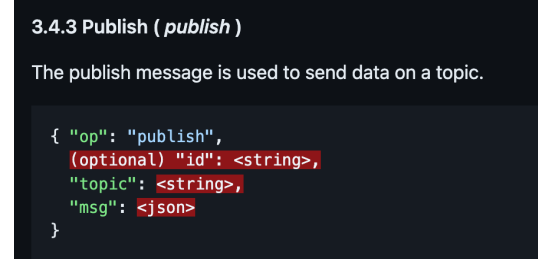 3.4.3 Publish ( publish )
The publish message is used to send data on a topic.
{ "op": "publish",
(optional) "id": <string>,
"topic": <string>,
"msg": <json>
}